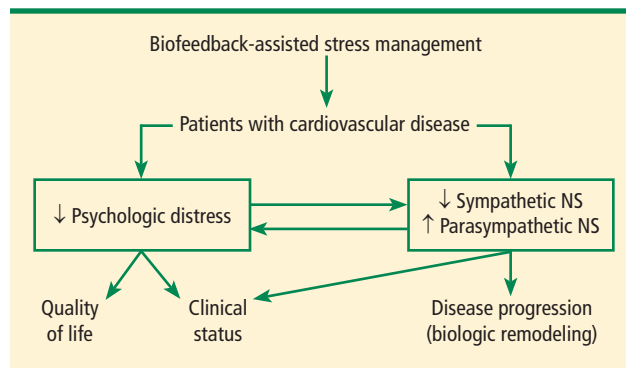 Biofeedback-assisted stress management
Patients with cardiovascular disease
↓ Psychologic distress
↓ Sympathetic NS
↑ Parasympathetic NS
Quality
of life
Clinical
status
Disease progression
(biologic remodeling)